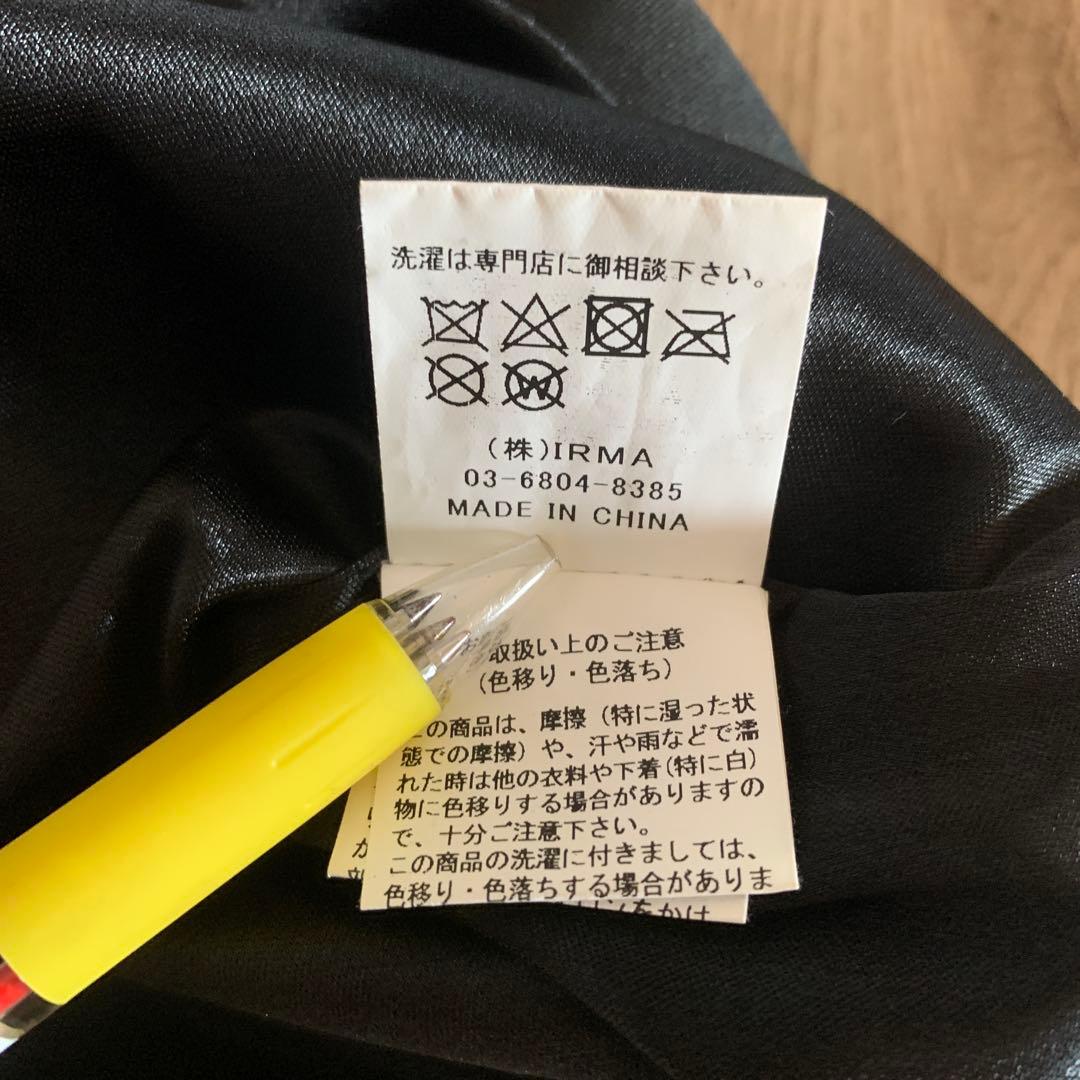 洗濯は専門店に御相談下さい。
W
(株)IRMA
03-6804-8385
MADE IN CHINA
取扱い上のご注意
(色移り・色落ち)
この商品は、摩擦(特に湿った状
態での摩擦)や、汗や雨などで濡
れた時は他の衣料や下着(特に白)
物に色移りする場合がありますの
で、十分ご注意下さい。
この商品の洗濯に付きましては、
色移り・色落ちする場合がありま
をかけ